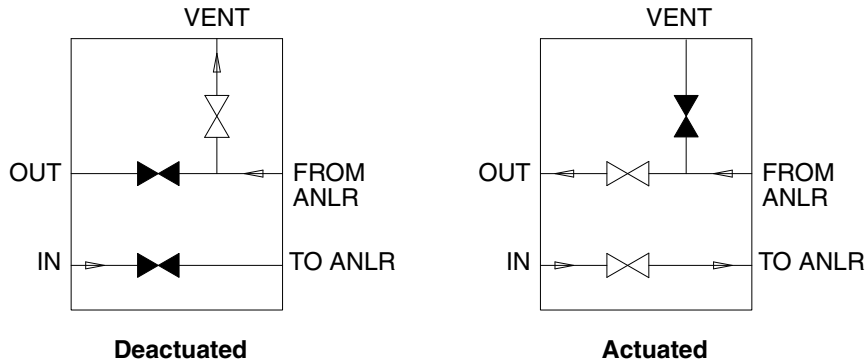 VENT
OUT
FROM
ANLR
IN
TO ANLR
Deactuated
VENT
OUT
FROM
ANLR
IN
TO ANLR
Actuated